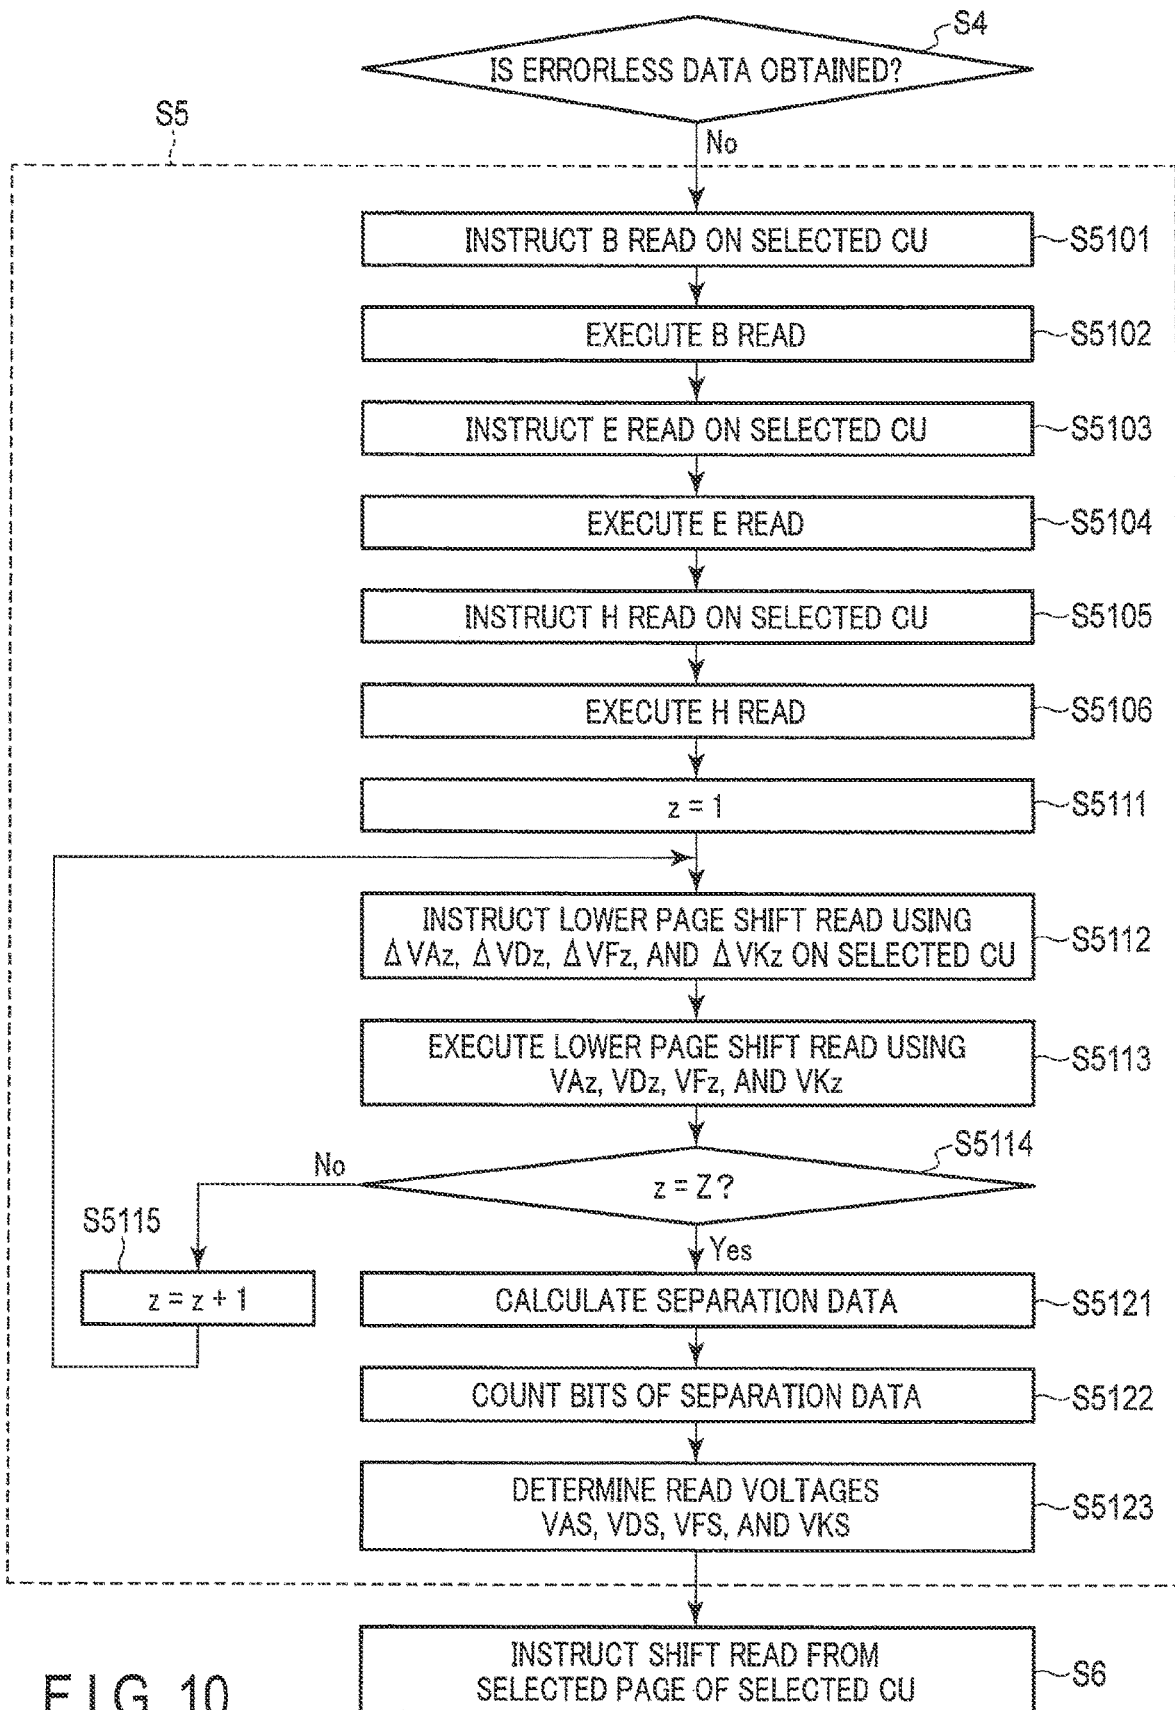 S4
IS ERRORLESS DATA OBTAINED?
S5
No
INSTRUCT B READ ON SELECTED CU
S5101
EXECUTE B READ
S5102
INSTRUCT E READ ON SELECTED CU
S5103
EXECUTE E READ
S5104
INSTRUCT H READ ON SELECTED CU
S5105
EXECUTE H READ
S5106
z = 1
S5111
INSTRUCT LOWER PAGE SHIFT READ USING
ΔVAz, ΔVDz, ΔVFz, AND ΔVKz ON SELECTED CU
S5112
EXECUTE LOWER PAGE SHIFT READ USING
VAz, VDz, VFz, AND VKz
S5113
S5114
No
z = Z?
S5115
Yes
z = z + 1
CALCULATE SEPARATION DATA
S5121
COUNT BITS OF SEPARATION DATA
S5122
DETERMINE READ VOLTAGES
VAS, VDS, VFS, AND VKS
S5123
INSTRUCT SHIFT READ FROM
SELECTED PAGE OF SELECTED CU
S6
FIG. 10